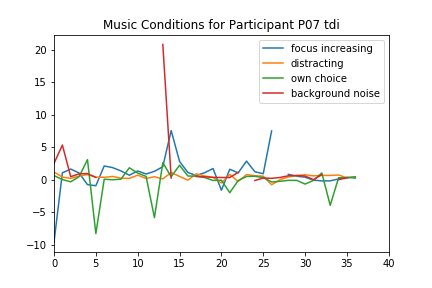 Music Conditions for Participant P07 tdi
focus increasing
distracting
own choice
background noise
20
15
10
5
0
−5
−10
0 5 10 15 20 25 30 35 40